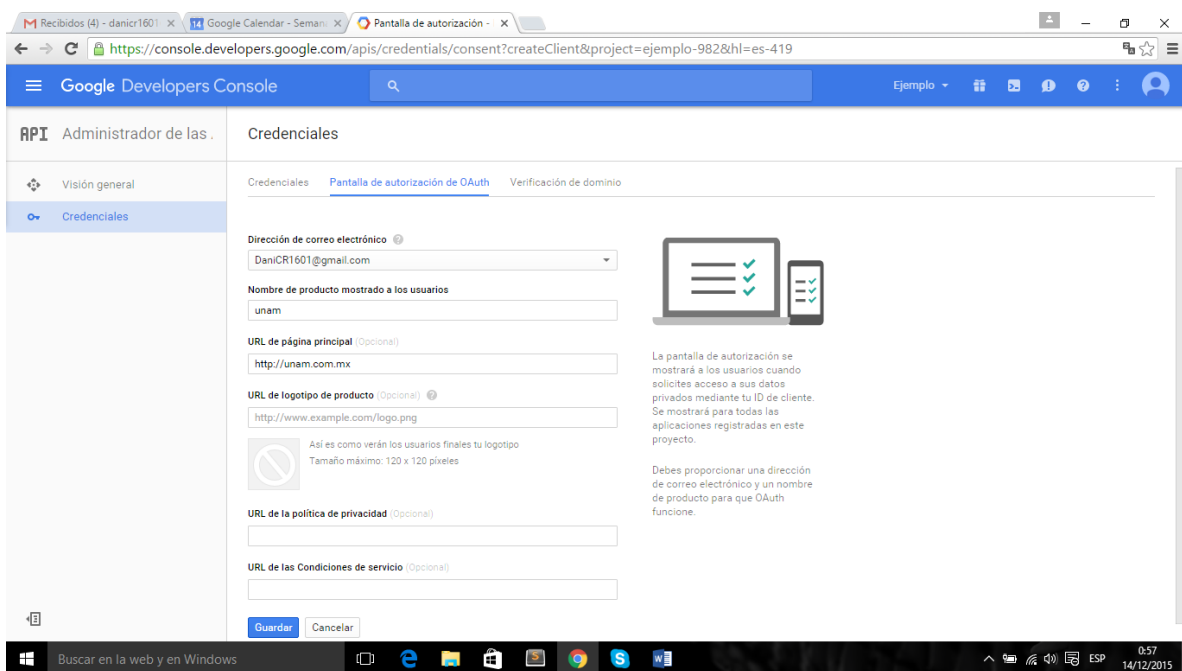 Recibidos (4) - danicr1601
Google Calendar - Seman
Pantalla de autorización -
https://console.developers.google.com/apis/credentials/consent?createClient&project=ejemplo-982&hl=es-419
Google Developers Console
Ejemplo
API Administrador de las .
Credenciales
Visión general
Credenciales
Credenciales Pantalla de autorización de OAuth Verificación de dominio
Dirección de correo electrónico
DaniCR1601@gmail.com
Nombre de producto mostrado a los usuarios
unam
URL de página principal (Opcional)
http://unam.com.mx
URL de logotipo de producto (Opcional)
http://www.example.com/logo.png
Así es como verán los usuarios finales tu logotipo
Tamaño máximo: 120 x 120 píxeles
URL de la política de privacidad (Opcional)
URL de las Condiciones de servicio (Opcional)
Guardar Cancelar
La pantalla de autorización se
mostrará a los usuarios cuando
solicites acceso a sus datos
privados mediante tu ID de cliente.
Se mostrará para todas las
aplicaciones registradas en este
proyecto.
Debes proporcionar una dirección
de correo electrónico y un nombre
de producto para que OAuth
funcione.
Buscar en la web y en Windows
ESP
0:57
14/12/2015